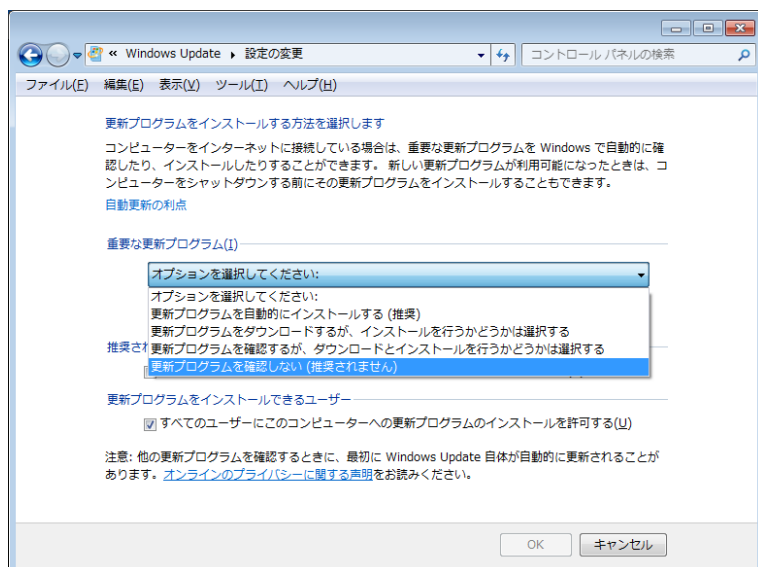 « Windows Update ▸ 設定の変更
コントロール パネルの検索
ファイル(F) 編集(E) 表示(V) ツール(T) ヘルプ(H)
更新プログラムをインストールする方法を選択します
コンピューターをインターネットに接続している場合は、重要な更新プログラムを Windows で自動的に確
認したり、インストールしたりすることができます。 新しい更新プログラムが利用可能になったときは、コ
ンピューターをシャットダウンする前にその更新プログラムをインストールすることもできます。
自動更新の利点
重要な更新プログラム(I)
オプションを選択してください:
オプションを選択してください:
更新プログラムを自動的にインストールする (推奨)
更新プログラムをダウンロードするが、インストールを行うかどうかは選択する
推奨さ
更新プログラムを確認するが、ダウンロードとインストールを行うかどうかは選択する
更新プログラムを確認しない (推奨されません)
更新プログラムをインストールできるユーザー
すべてのユーザーにこのコンピューターへの更新プログラムのインストールを許可する(U)
注意: 他の更新プログラムを確認するときに、最初に Windows Update 自体が自動的に更新されることが
あります。オンラインのプライバシーに関する声明をお読みください。
OK
キャンセル